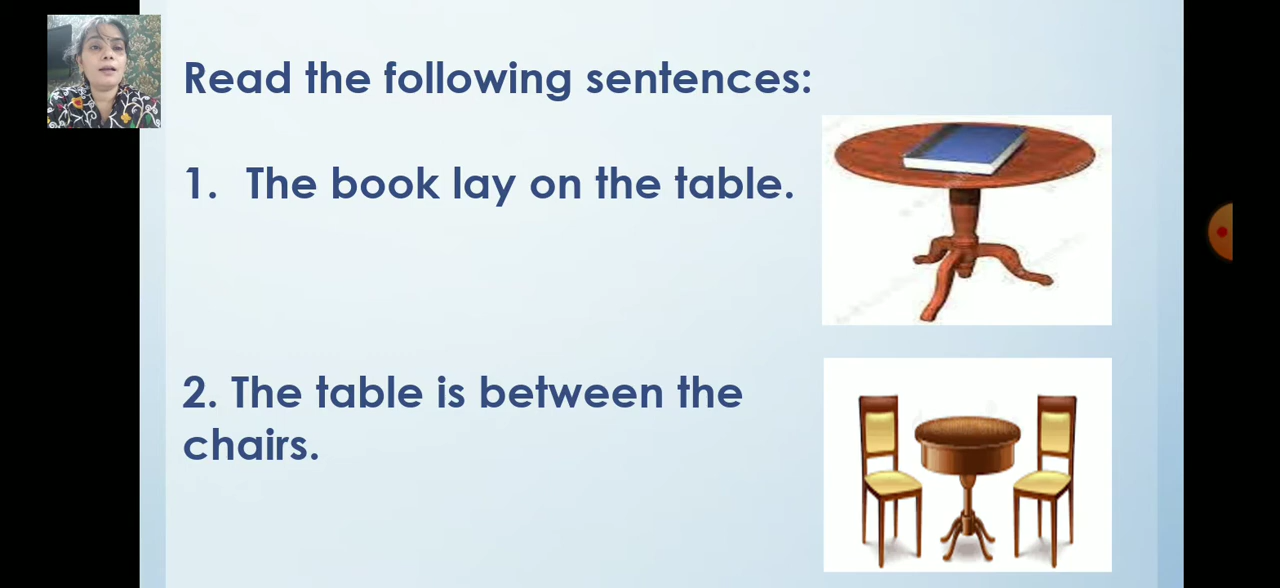 Read the following sentences:
1. The book lay on the table.
2. The table is between the
chairs.